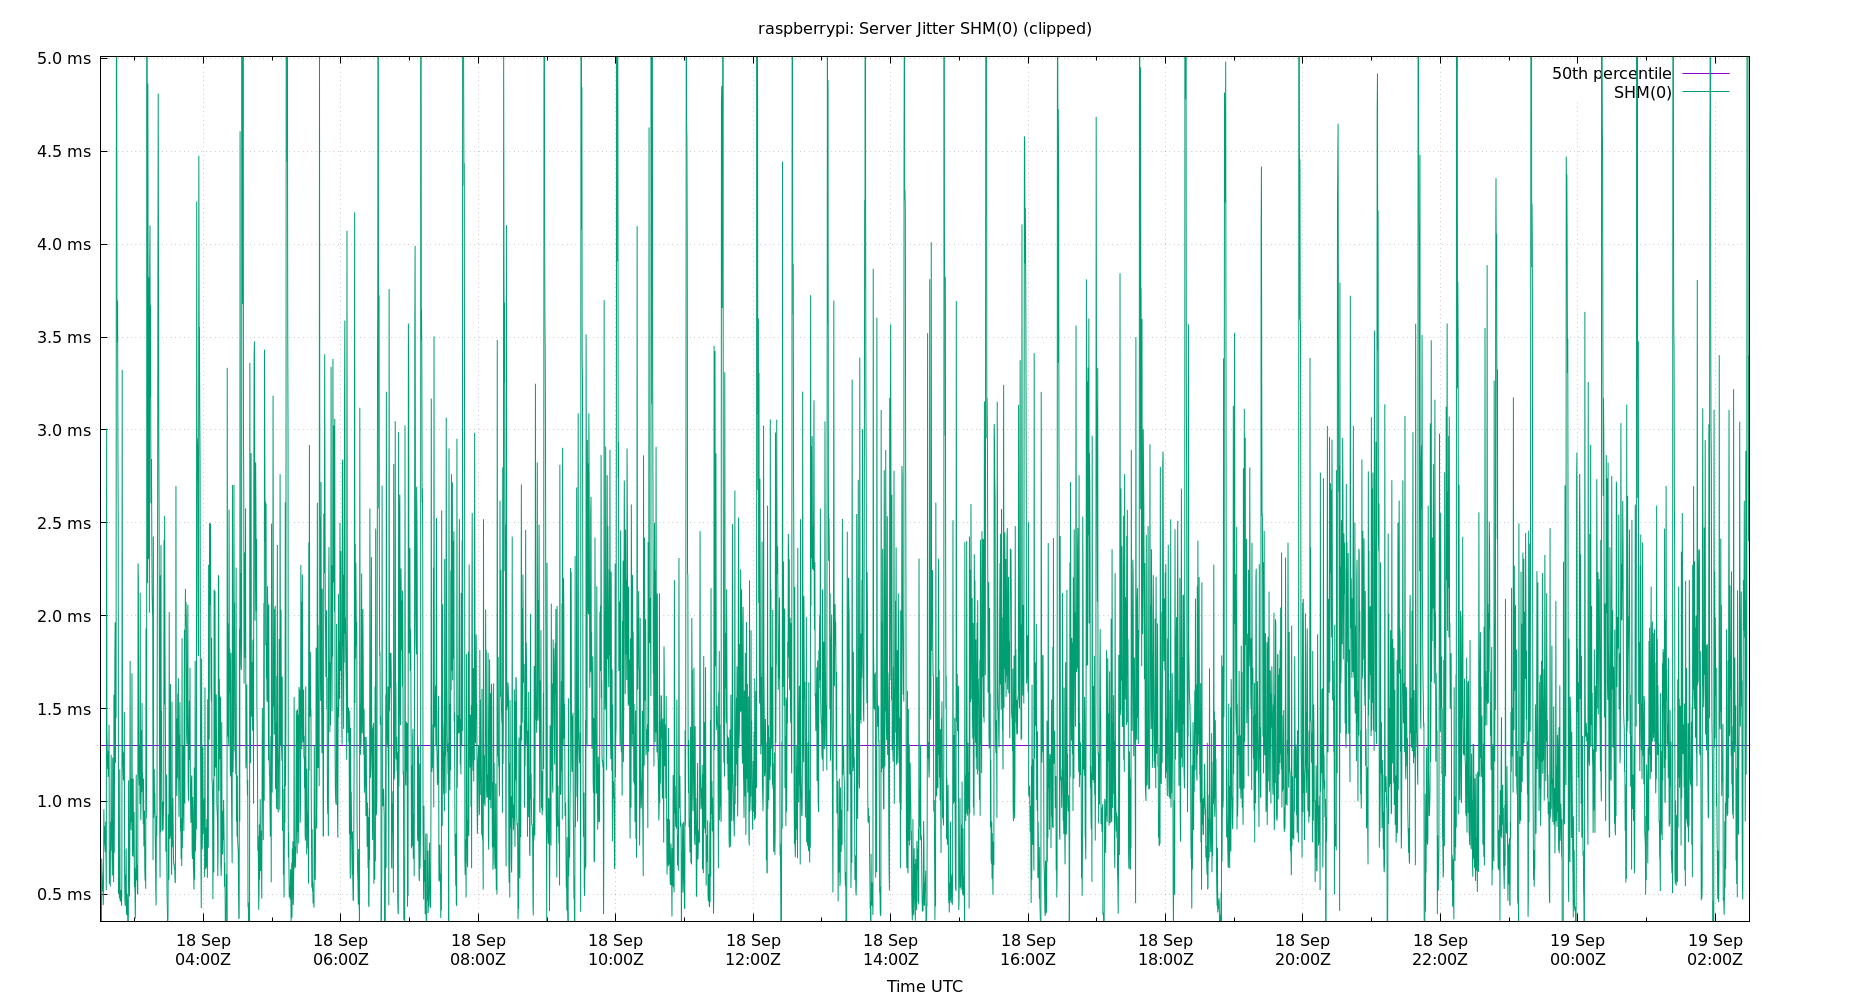 raspberrypi: Server Jitter SHM(0) (clipped)
5.0 ms
50th percentile
SHM(0)
4.5 ms
4.0 ms
3.5 ms
3.0 ms
2.5 ms
2.0 ms
1.5 ms
1.0 ms
0.5 ms
18 Sep 18 Sep 18 Sep 18 Sep 18 Sep 18 Sep 18 Sep 18 Sep 18 Sep 18 Sep 19 Sep 19 Sep
04:00Z 06:00Z 08:00Z 10:00Z 12:00Z 14:00Z 16:00Z 18:00Z 20:00Z 22:00Z 00:00Z 02:00Z
Time UTC